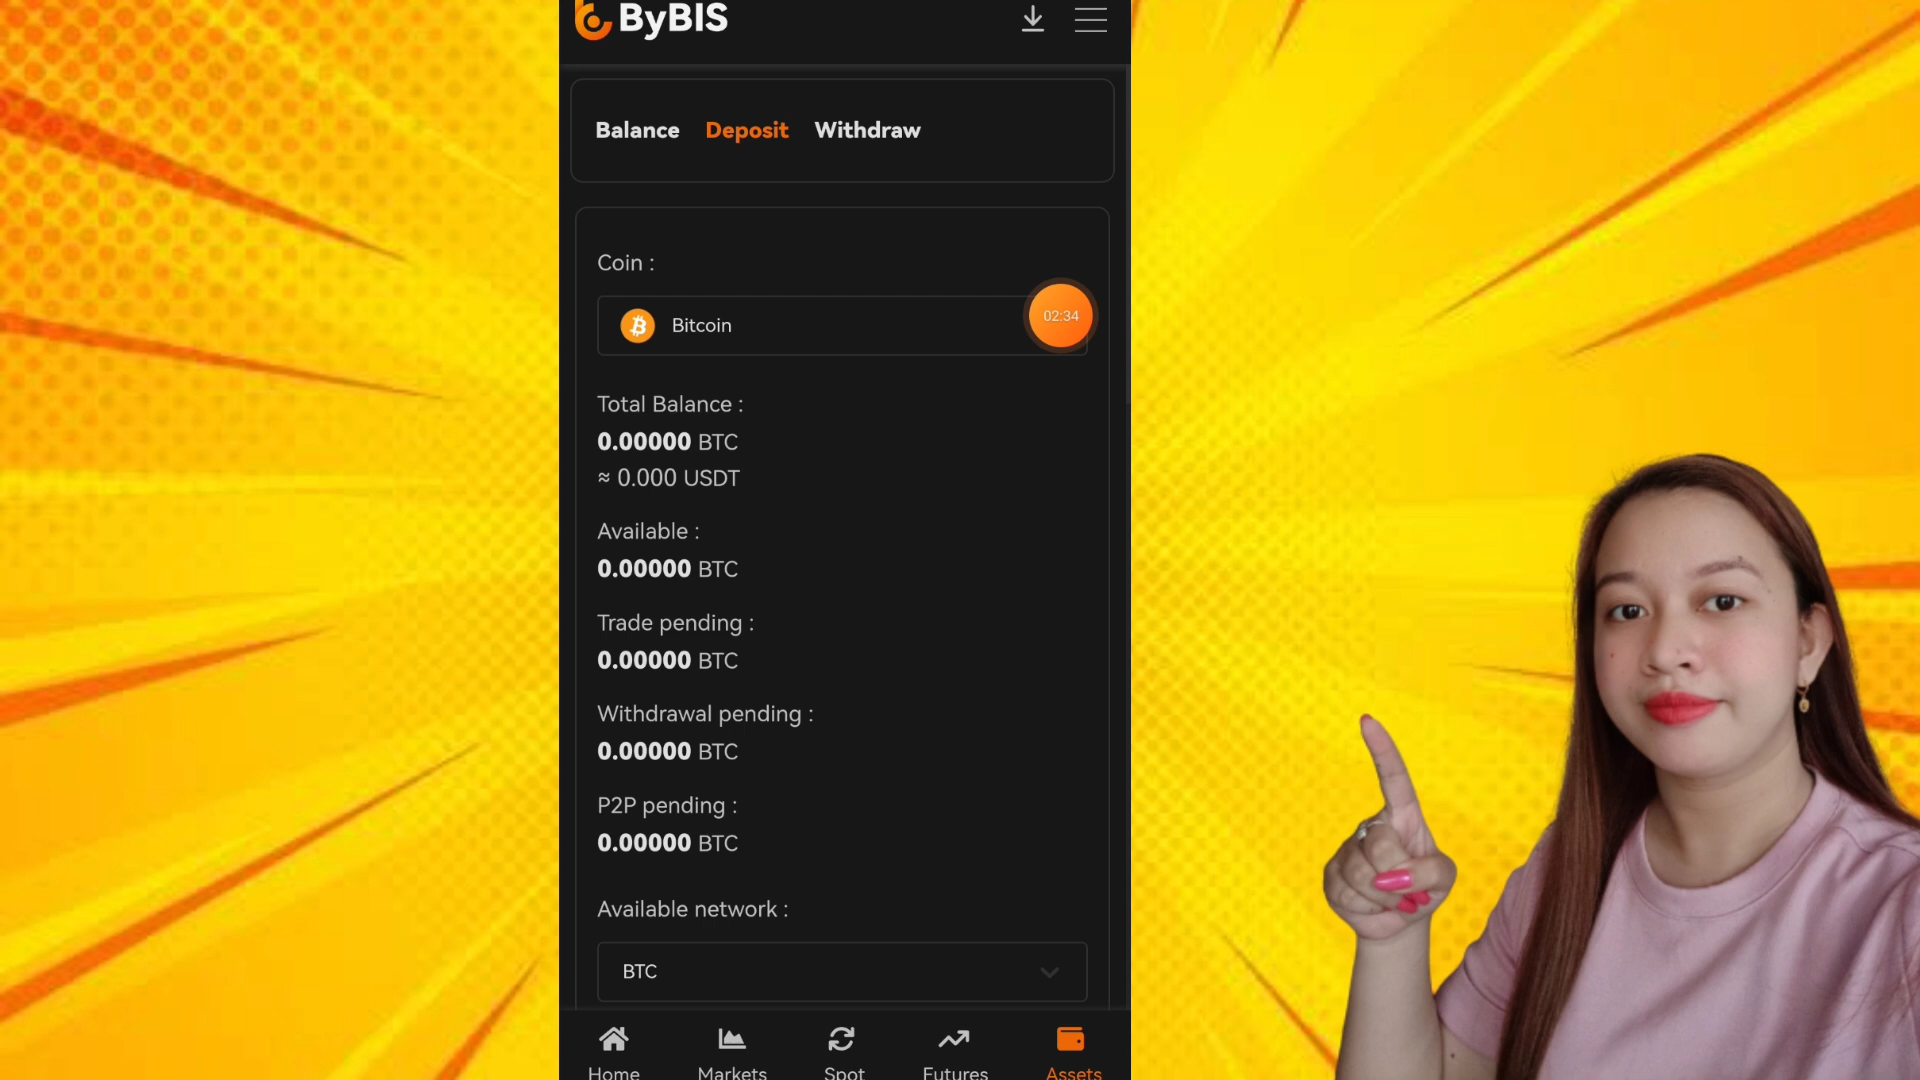 ByBIS
Balance Deposit Withdraw
Coin :
Bitcoin
02:34
Total Balance :
0.00000 BTC
≈ 0.000 USDT
Available :
0.00000 BTC
Trade pending :
0.00000 BTC
Withdrawal pending :
0.00000 BTC
P2P pending :
0.00000 BTC
Available network :
BTC
Home Markets Spot Futures Assets